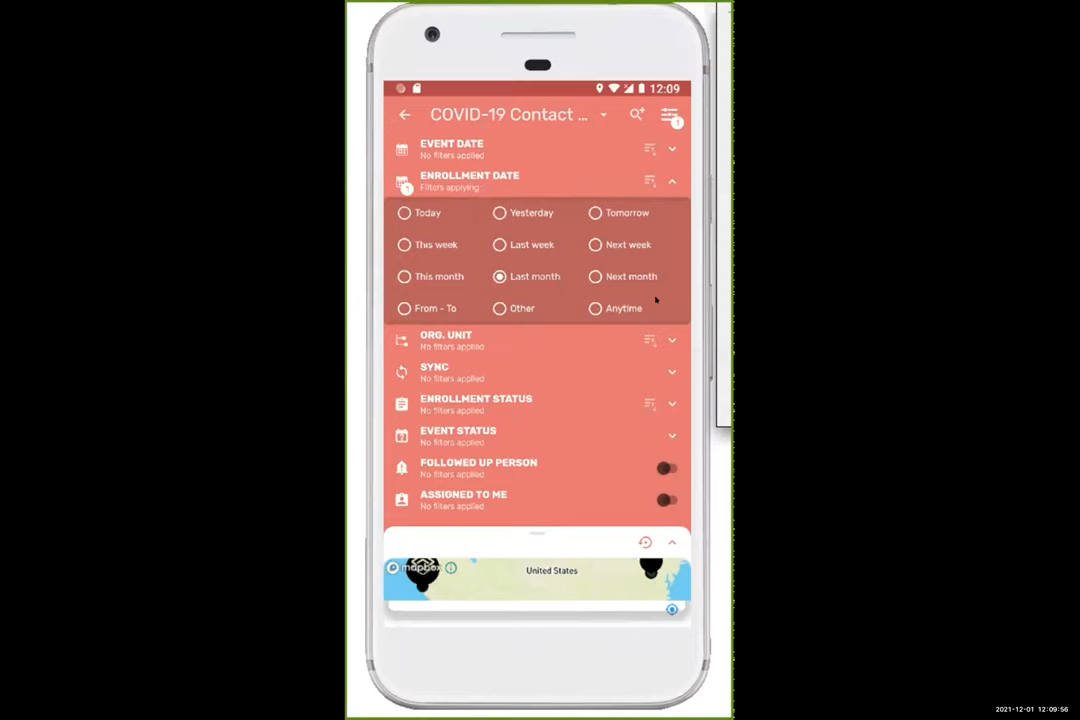 12:09
COVID-19 Contact ...
1
EVENT DATE
No filters applied
ENROLLMENT DATE
1
Filters applying
Today Yesterday Tomorrow
This week Last week Next week
This month Last month Next month
From - To Other Anytime
ORG. UNIT
No filters applied
SYNC
No filters applied
ENROLLMENT STATUS
No filters applied
EVENT STATUS
No filters applied
FOLLOWED UP PERSON
No filters applied
ASSIGNED TO ME
No filters applied
mapbox
United States
2021-12-01 12:09:56